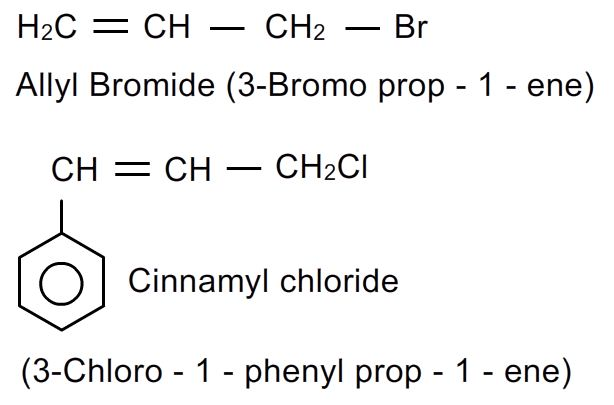 H₂C = CH — CH₂ — Br
Allyl Bromide (3-Bromo prop - 1 - ene)
CH = CH — CH₂Cl
Cinnamyl chloride
(3-Chloro - 1 - phenyl prop - 1 - ene)